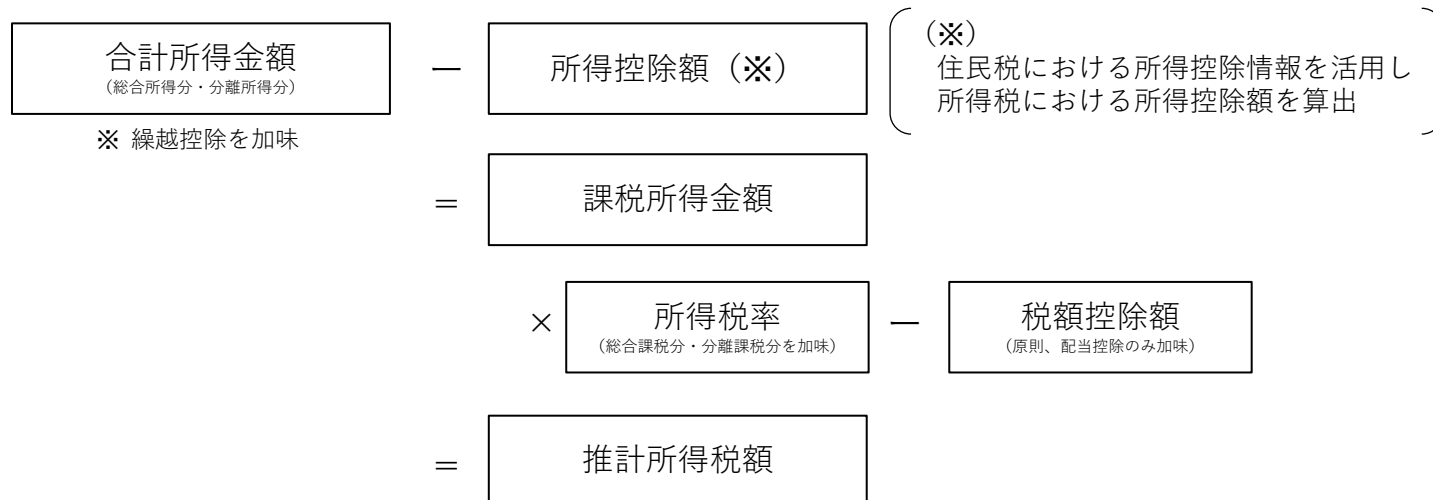 合計所得金額
（総合所得分・分離所得分）
※ 繰越控除を加味
－
所得控除額（※）
（※）
住民税における所得控除情報を活用し
所得税における所得控除額を算出
＝
課税所得金額
×
所得税率
（総合課税分・分離課税分を加味）
－
税額控除額
（原則、配当控除のみ加味）
＝
推計所得税額